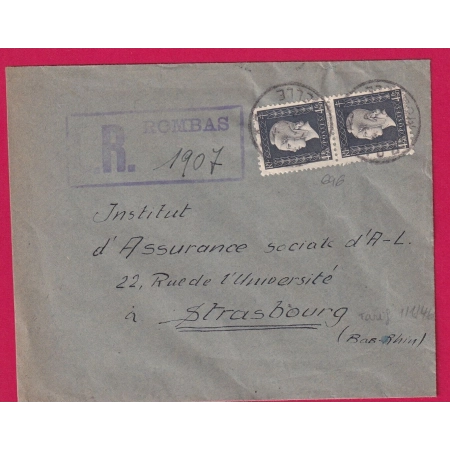 R. ROMBAS
1907
Institut
d'Assurance sociale d'A-L.
22, Rue de l'Université
à Strasbourg
(Bas-Rhin)